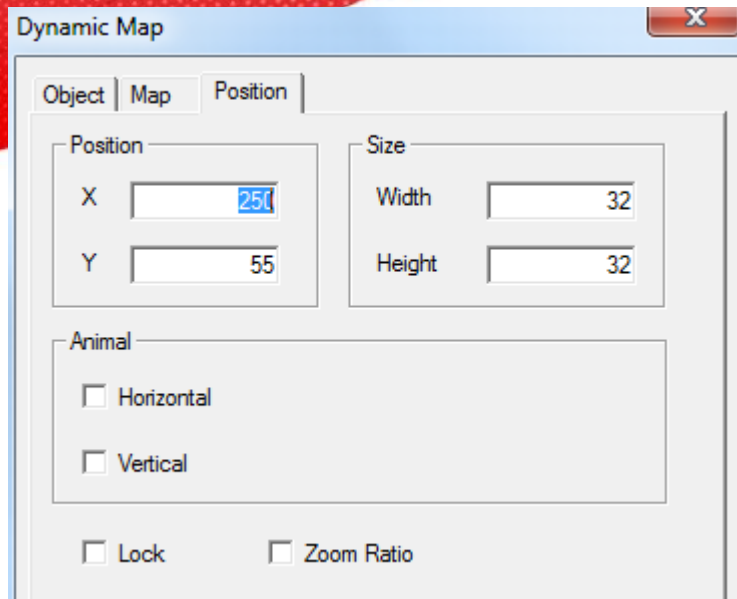 Dynamic Map
Object Map Position
Position
X 250
Y 55
Size
Width 32
Height 32
Animal
Horizontal
Vertical
Lock Zoom Ratio